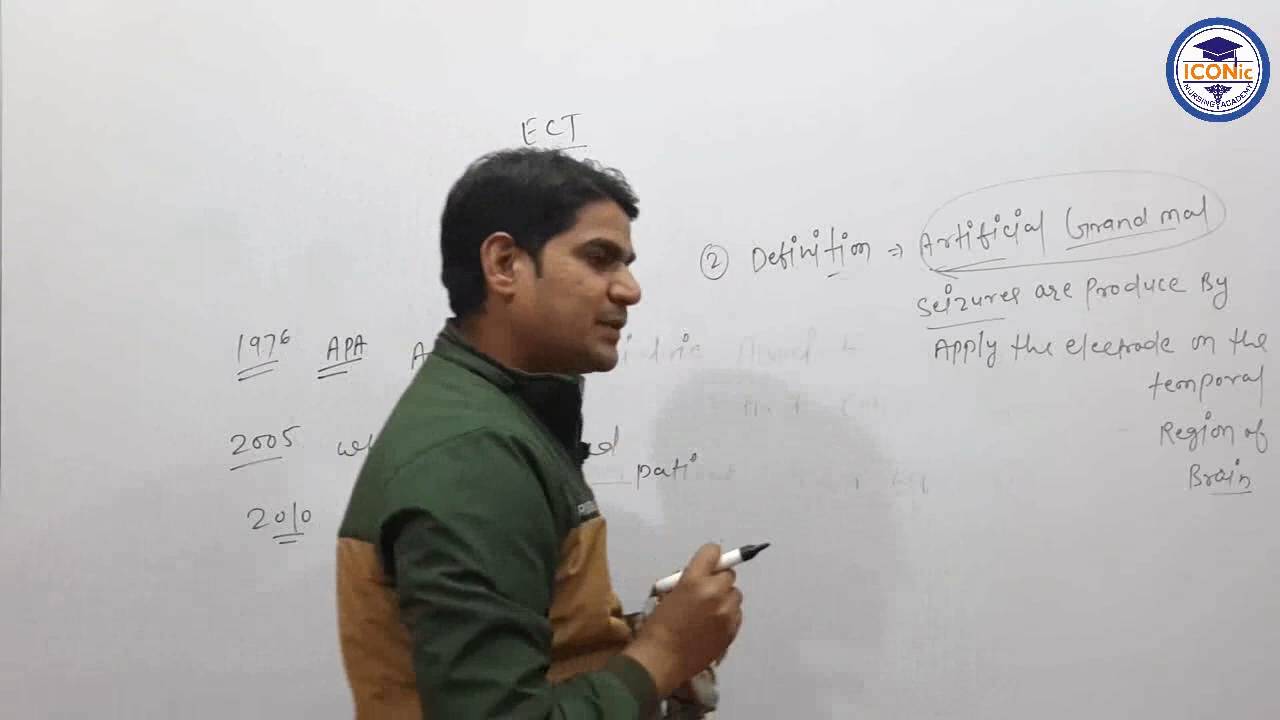 ICONic
NURSING ACADEMY
ECT
② Definition ⇒ Artificial Grand mal
Seizures are produce By
Apply the electrode on the
temporal
Region of
Brain
1976 APA
2005
pati
2010